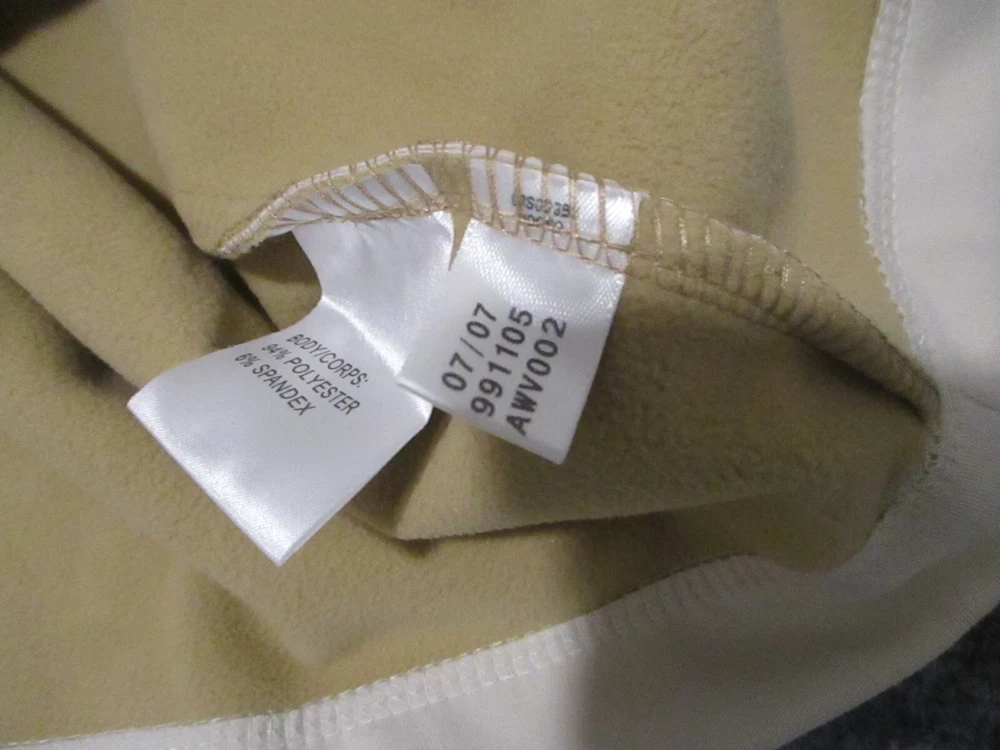 BODY/CORPS:
94% POLYESTER
6% SPANDEX
07/07
991105
AWV002